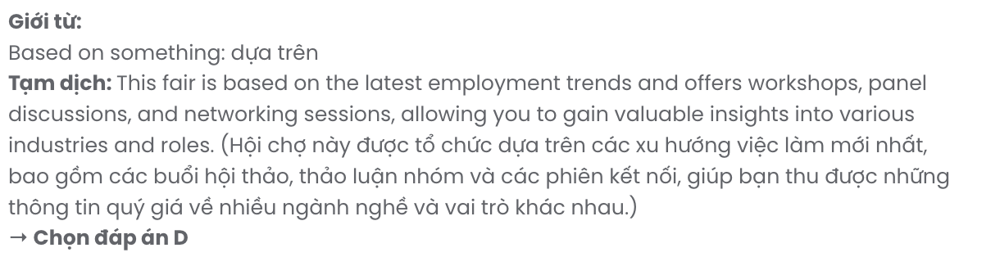 Giới từ:
Based on something: dựa trên
Tạm dịch: This fair is based on the latest employment trends and offers workshops, panel
discussions, and networking sessions, allowing you to gain valuable insights into various
industries and roles. (Hội chợ này được tổ chức dựa trên các xu hướng việc làm mới nhất,
bao gồm các buổi hội thảo, thảo luận nhóm và các phiên kết nối, giúp bạn thu được những
thông tin quý giá về nhiều ngành nghề và vai trò khác nhau.)
→ Chọn đáp án D